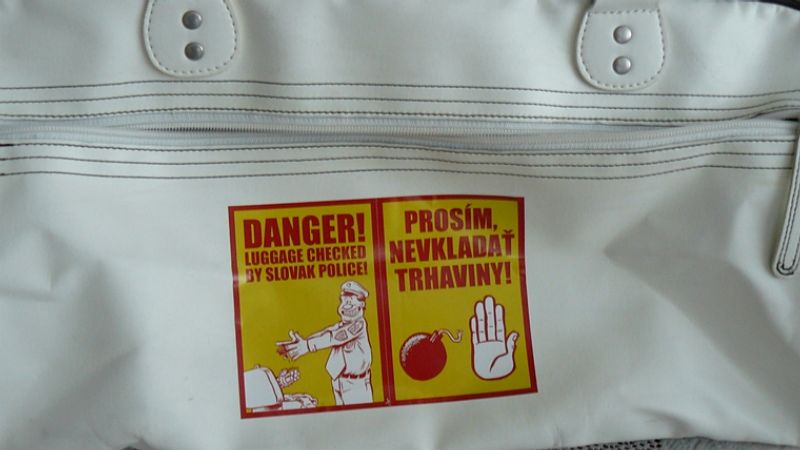 DANGER!
LUGGAGE CHECKED
BY SLOVAK POLICE!
PROSÍM,
NEVKLADAŤ
TRHAVINY!